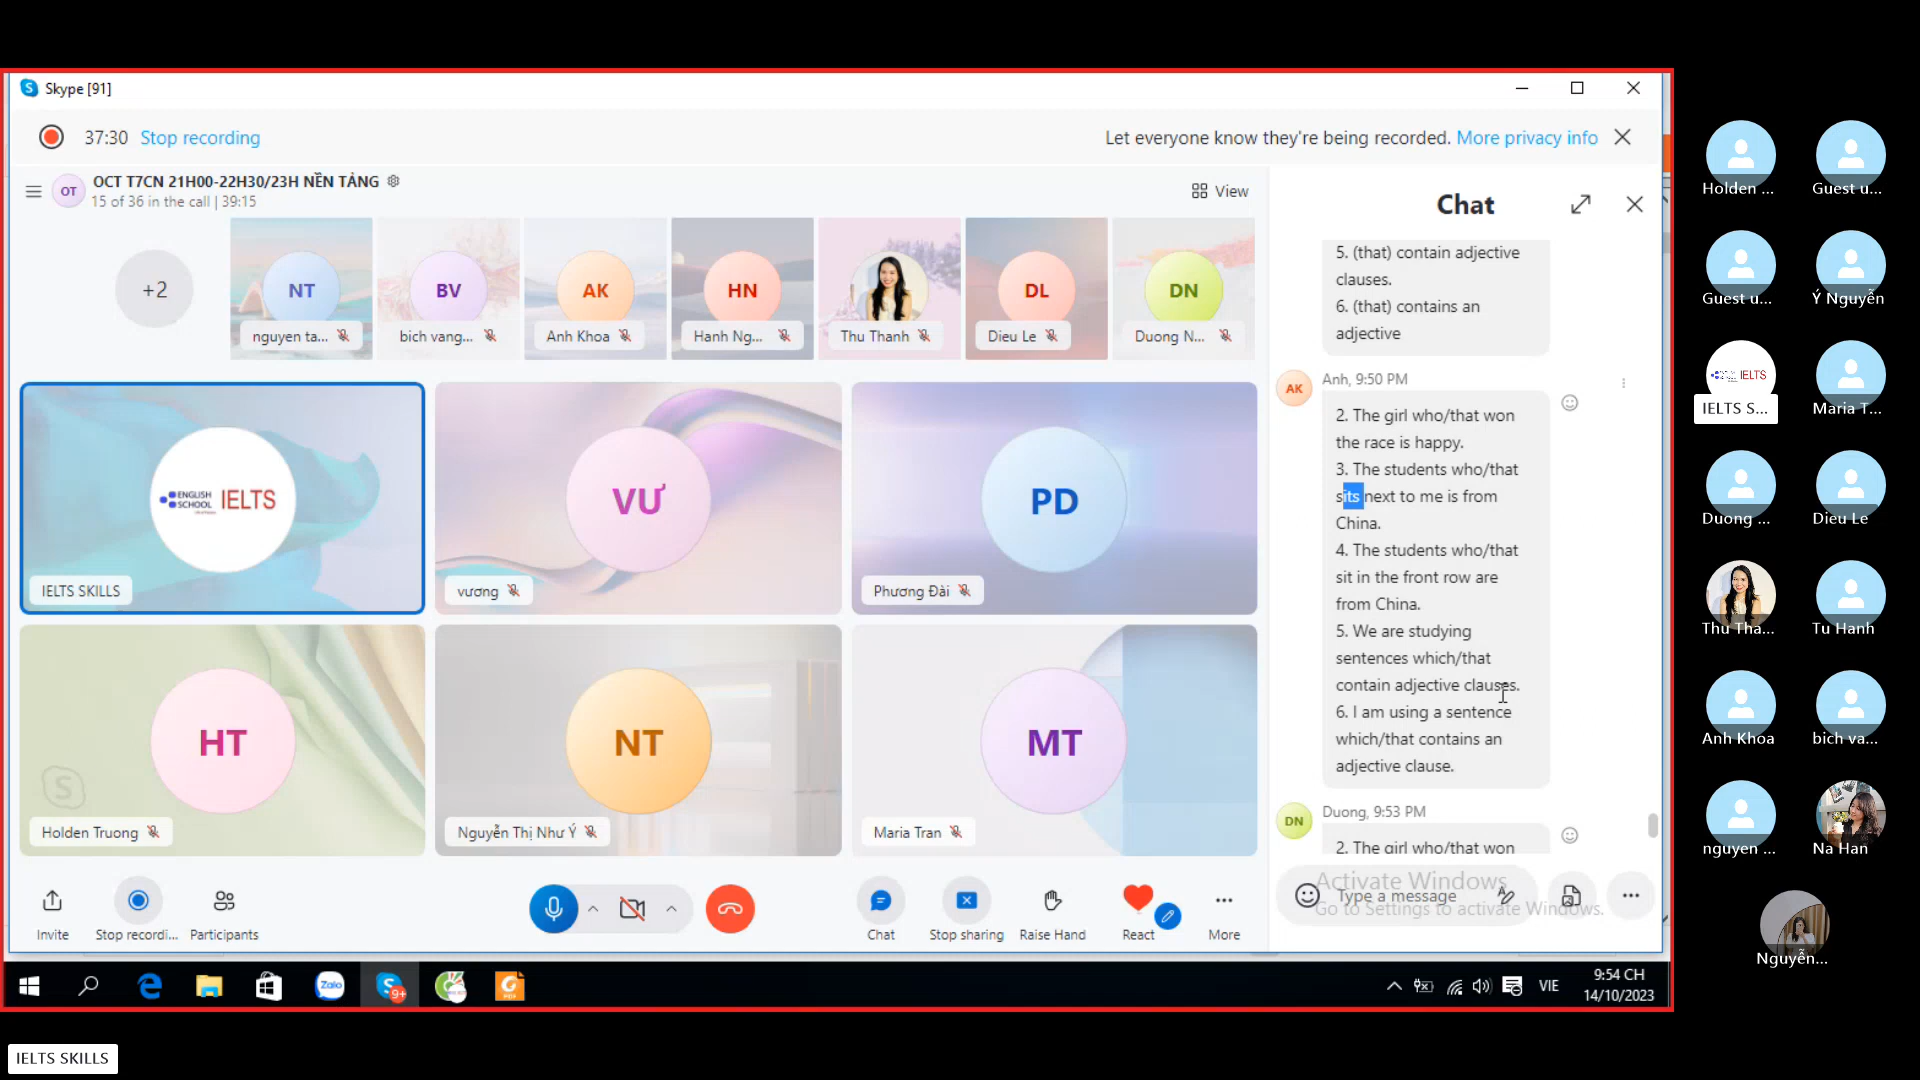 Skype [91]
37:30 Stop recording
Let everyone know they're being recorded. More privacy info
OT
OCT T7CN 21H00-22H30/23H NỀN TẢNG
15 of 36 in the call | 39:15
View
+2
NT
nguyen ta...
BV
bich vang...
AK
Anh Khoa
HN
Hanh Ng...
Thu Thanh
DL
Dieu Le
DN
Duong N...
ENGLISH
SCHOOL
IELTS
IELTS SKILLS
VƯ
vương
PD
Phương Đài
HT
Holden Truong
NT
Nguyễn Thị Như Ý
MT
Maria Tran
Chat
5. (that) contain adjective
clauses.
6. (that) contains an
adjective
AK
Anh, 9:50 PM
2. The girl who/that won
the race is happy.
3. The students who/that
sits next to me is from
China.
4. The students who/that
sit in the front row are
from China.
5. We are studying
sentences which/that
contain adjective clauses.
6. I am using a sentence
which/that contains an
adjective clause.
DN
Duong, 9:53 PM
2. The girl who/that won
Type a message
Activate Windows
Go to Settings to activate Windows.
Invite
Stop recordi...
Participants
Chat
Stop sharing
Raise Hand
React
More
Zalo
9+
VIE
9:54 CH
14/10/2023
Holden ...
Guest u...
Guest u...
Ý Nguyễn
IELTS
IELTS S...
Maria T...
Duong ...
Dieu Le
Thu Tha...
Tu Hanh
Anh Khoa
bich va...
nguyen ...
Na Han
Nguyễn...
IELTS SKILLS